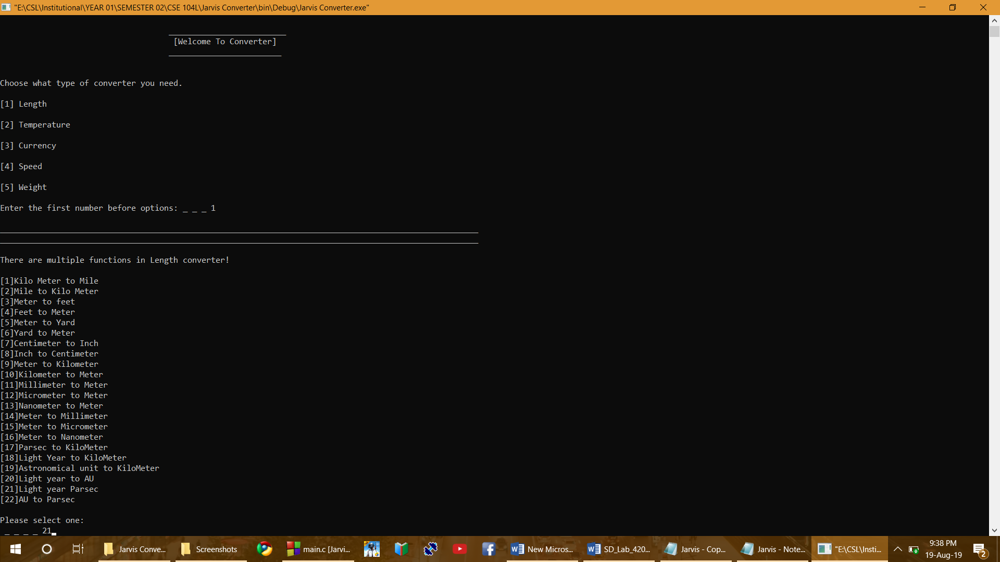 "E:\CSL\Institutional\YEAR 01\SEMESTER 02\CSE 104L\Jarvis Converter\bin\Debug\Jarvis Converter.exe"
[Welcome To Converter]
Choose what type of converter you need.
[1] Length
[2] Temperature
[3] Currency
[4] Speed
[5] Weight
Enter the first number before options: _ _ _ 1
There are multiple functions in Length converter!
[1]Kilo Meter to Mile
[2]Mile to Kilo Meter
[3]Meter to feet
[4]Feet to Meter
[5]Meter to Yard
[6]Yard to Meter
[7]Centimeter to Inch
[8]Inch to Centimeter
[9]Meter to Kilometer
[10]Kilometer to Meter
[11]Millimeter to Meter
[12]Micrometer to Meter
[13]Nanometer to Meter
[14]Meter to Millimeter
[15]Meter to Micrometer
[16]Meter to Nanometer
[17]Parsec to KiloMeter
[18]Light Year to KiloMeter
[19]Astronomical unit to KiloMeter
[20]Light year to AU
[21]Light year Parsec
[22]AU to Parsec
Please select one:
_ _ _ _ 21
Jarvis Conve...
Screenshots
main.c [Jarvi...
New Micros...
SD_Lab_420...
Jarvis - Cop...
Jarvis - Note...
"E:\CSL\Insti...
9:38 PM
19-Aug-19
2